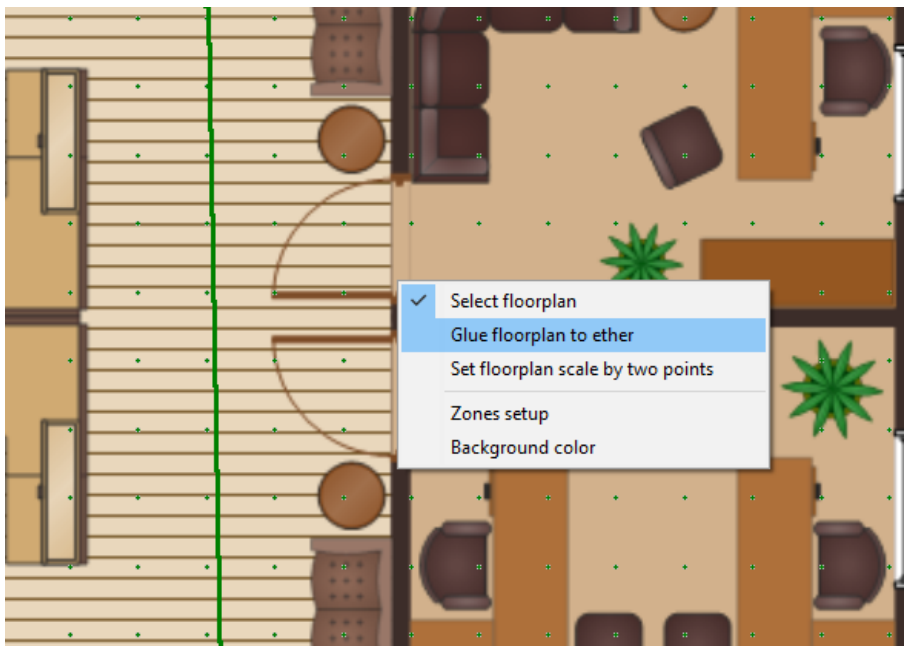 Select floorplan
Glue floorplan to ether
Set floorplan scale by two points
Zones setup
Background color